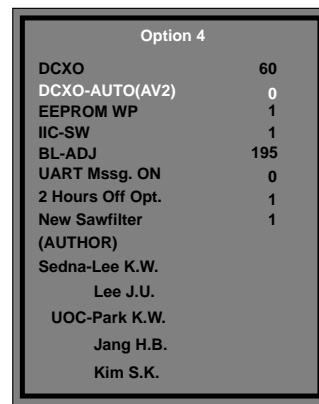 Option 4
DCXO 60
DCXO-AUTO(AV2) 0
EEPROM WP 1
IIC-SW 1
BL-ADJ 195
UART Mssg. ON 0
2 Hours Off Opt. 1
New Sawfilter 1
(AUTHOR)
Sedna-Lee K.W.
Lee J.U.
UOC-Park K.W.
Jang H.B.
Kim S.K.